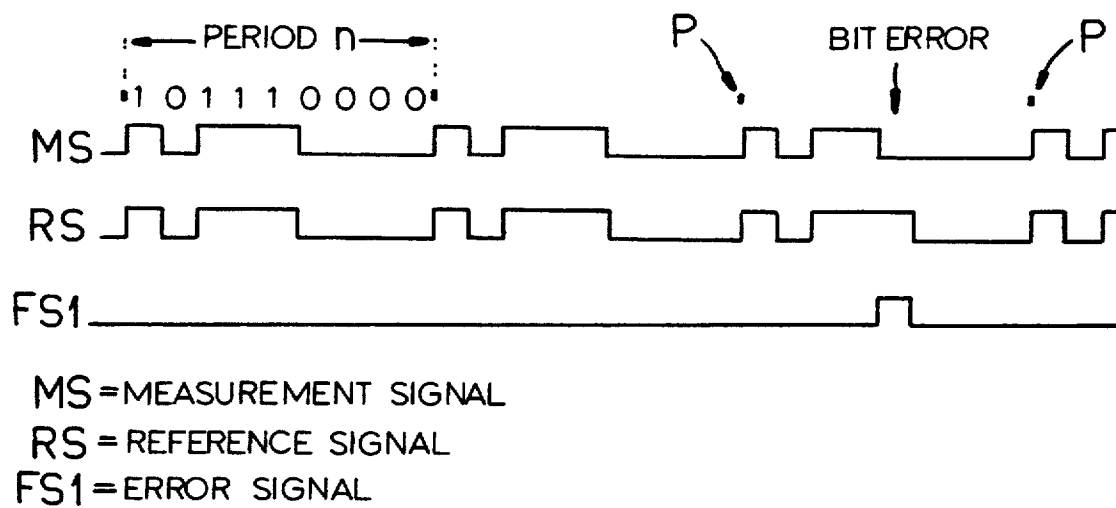 PERIOD n
P
BIT ERROR
P
1 0 1 1 1 0 0 0 0
MS
RS
FS1
MS=MEASUREMENT SIGNAL
RS=REFERENCE SIGNAL
FS1=ERROR SIGNAL